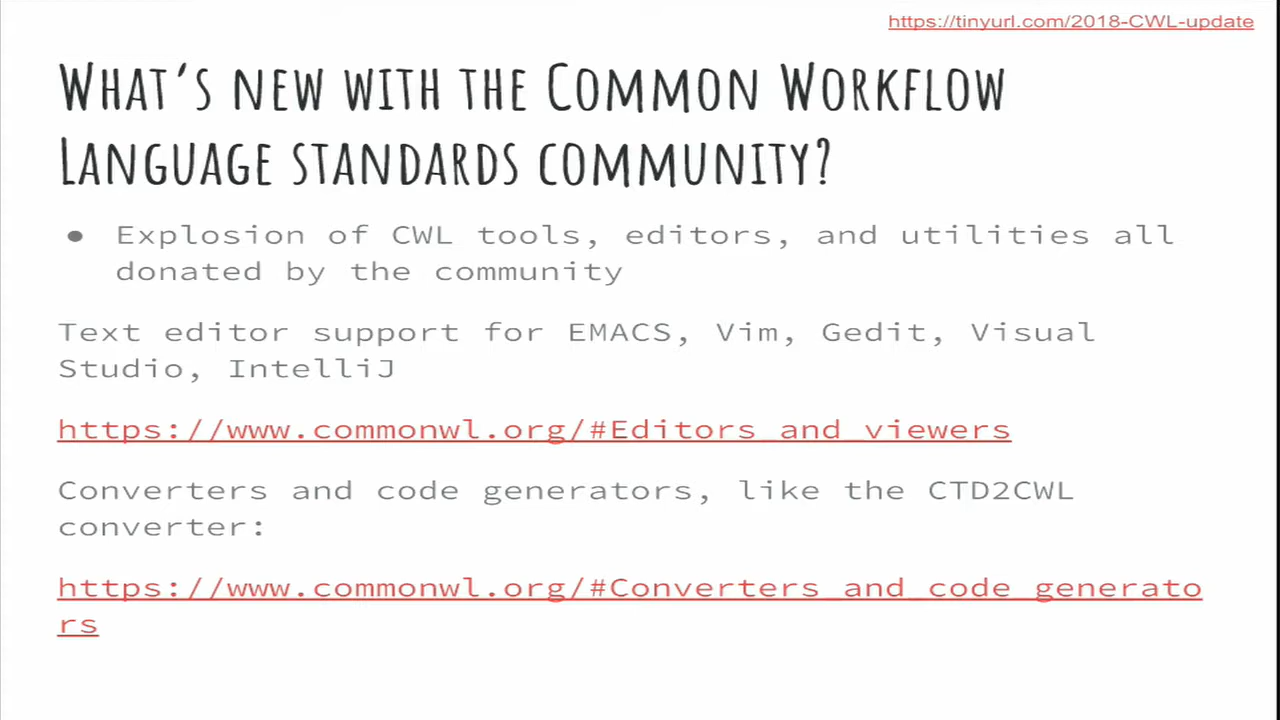 https://tinyurl.com/2018-CWL-update
What's new with the Common Workflow
Language standards community?
● Explosion of CWL tools, editors, and utilities all
donated by the community
Text editor support for EMACS, Vim, Gedit, Visual
Studio, IntelliJ
https://www.commonwl.org/#Editors_and_viewers
Converters and code generators, like the CTD2CWL
converter:
https://www.commonwl.org/#Converters_and_code_generato
rs